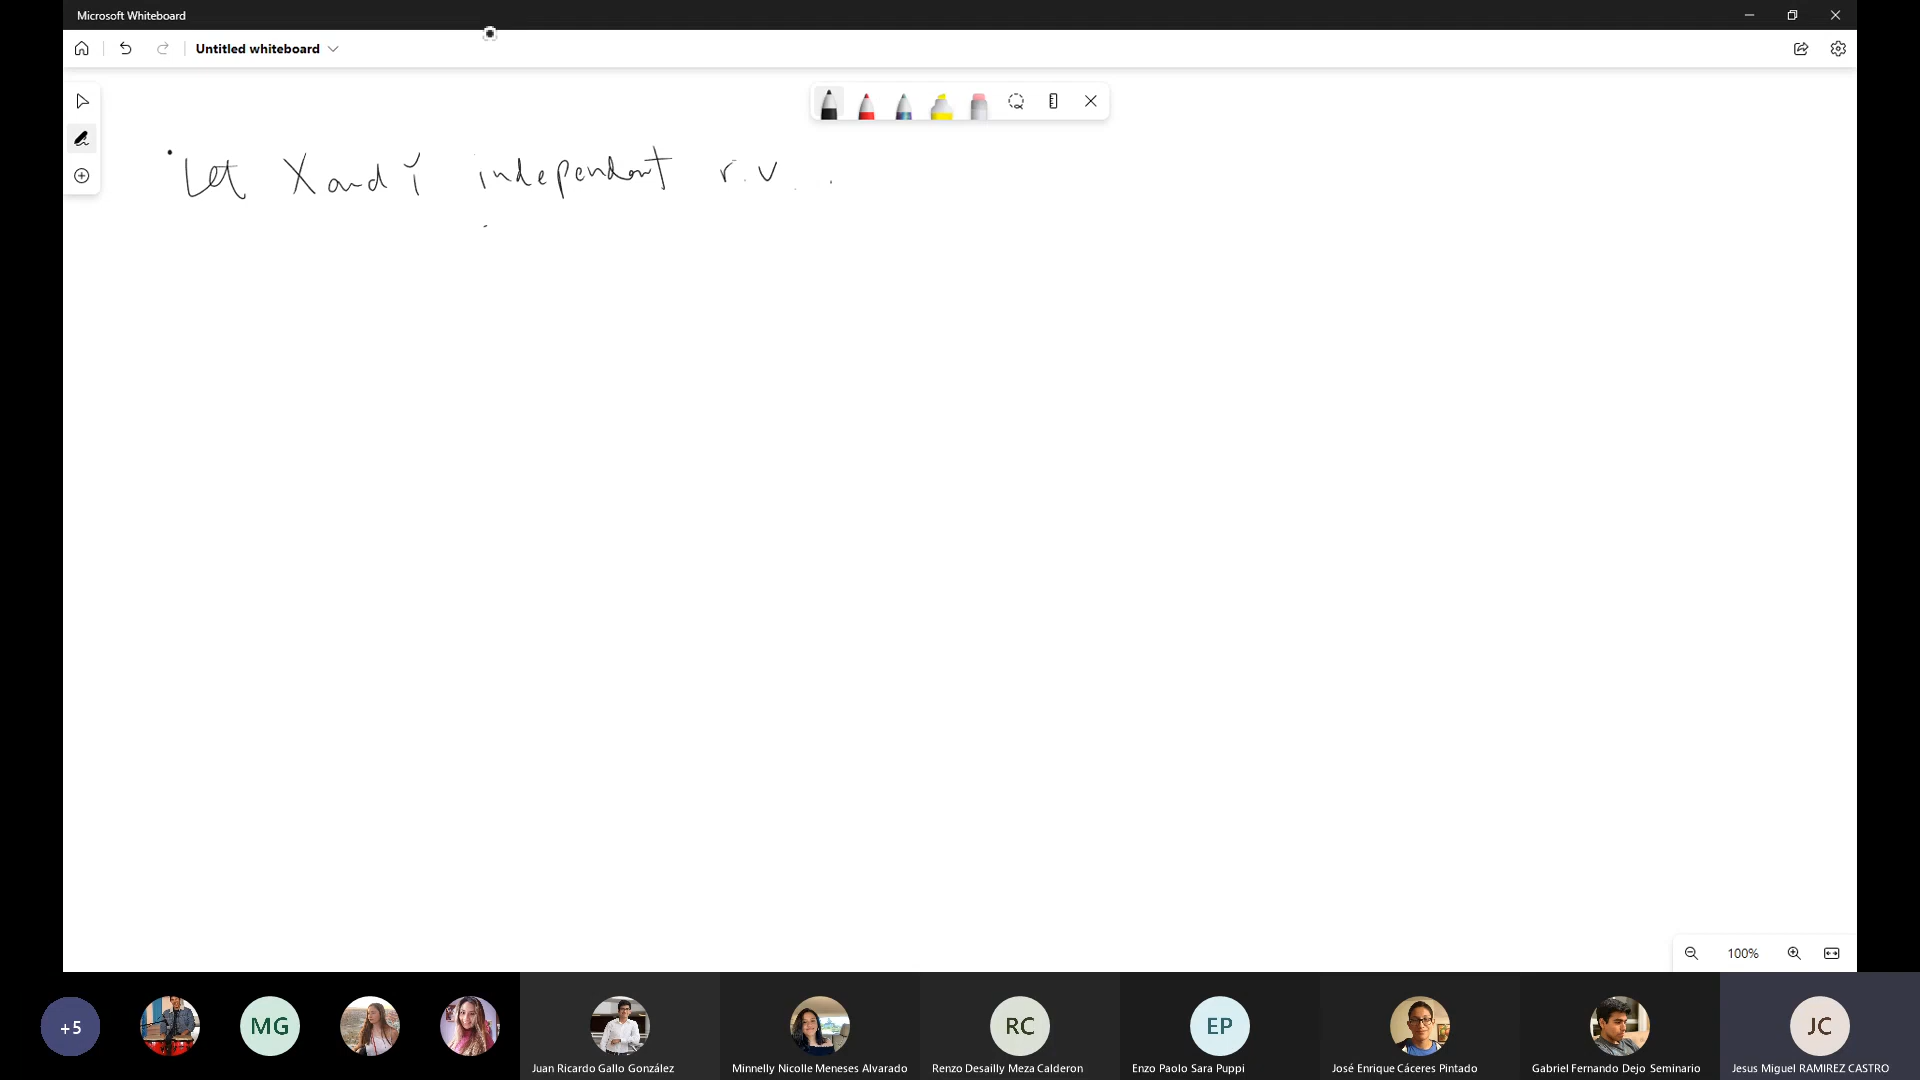 Microsoft Whiteboard
Untitled whiteboard
Let X and Y independent r.v.
100%
+5
MG
RC
EP
JC
Juan Ricardo Gallo González
Minnelly Nicolle Meneses Alvarado
Renzo Desailly Meza Calderon
Enzo Paolo Sara Puppi
José Enrique Cáceres Pintado
Gabriel Fernando Dejo Seminario
Jesus Miguel RAMIREZ CASTRO